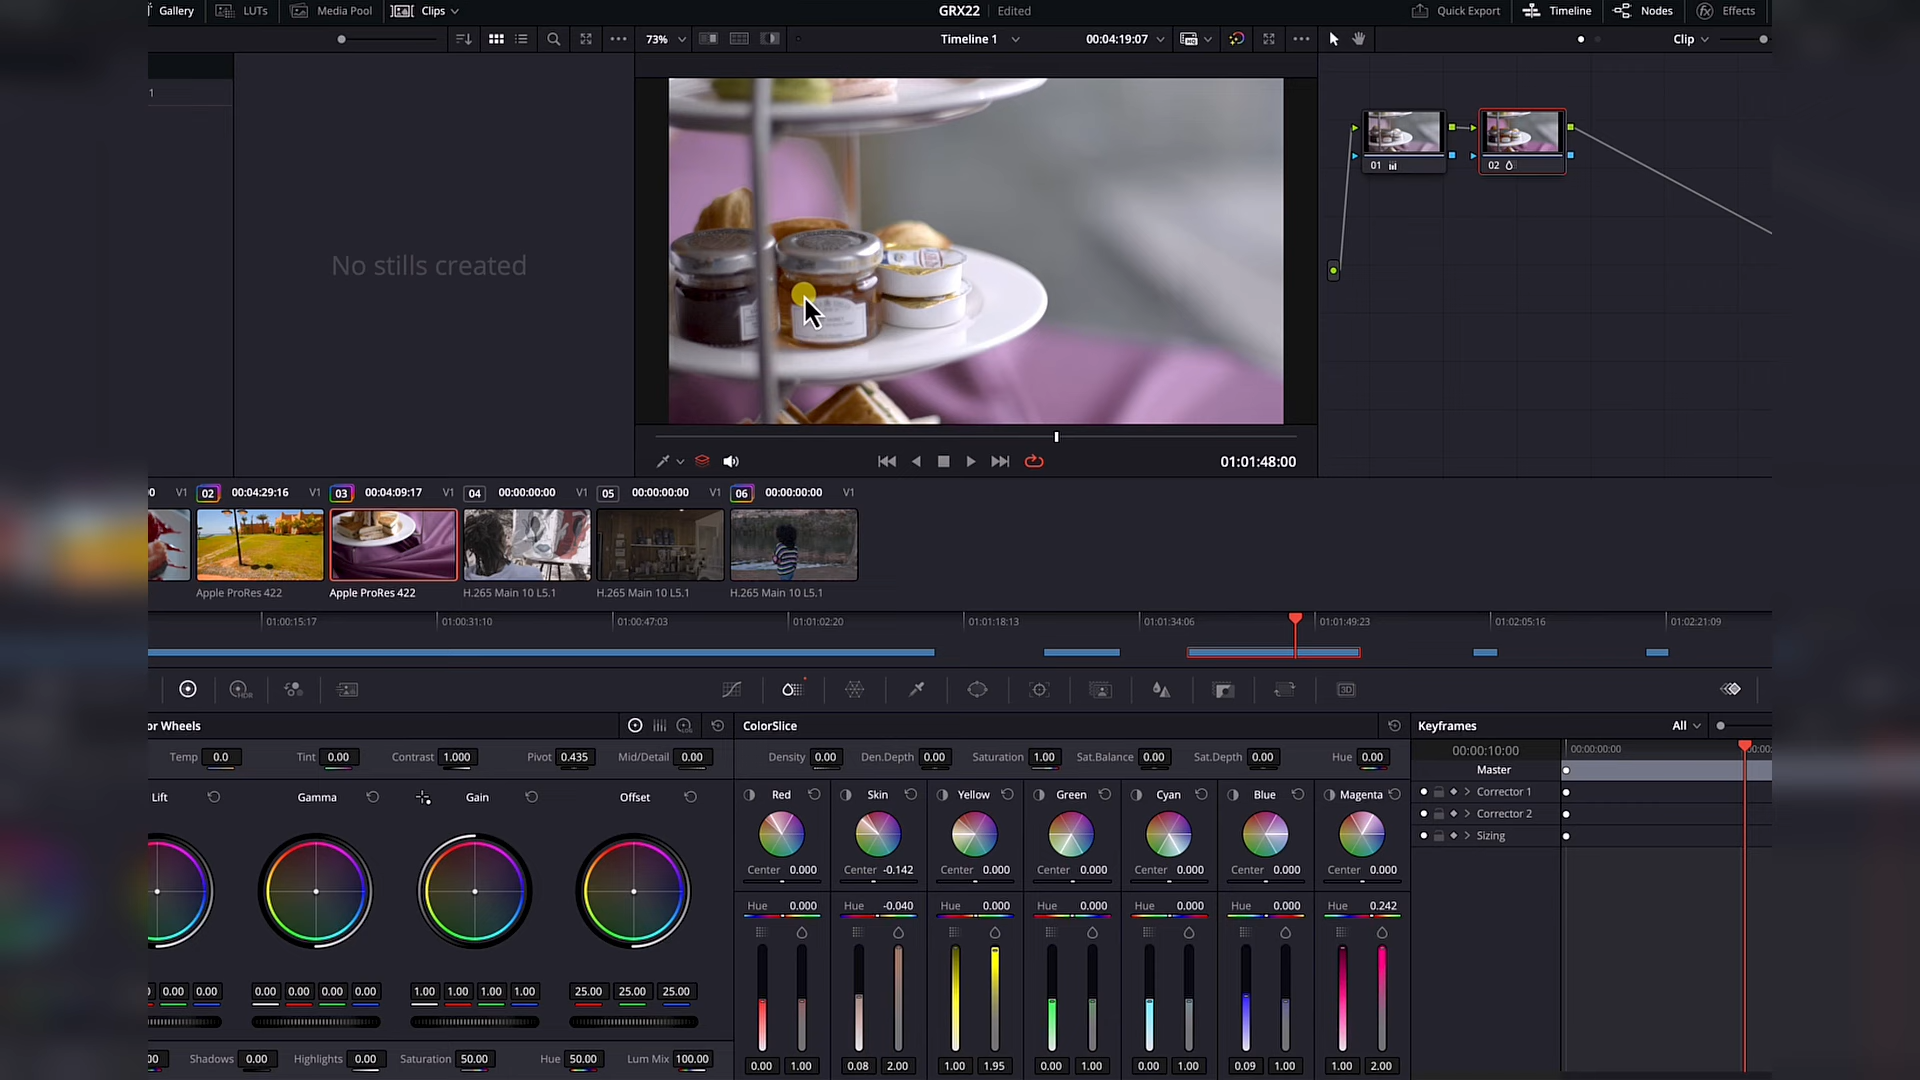 Gallery LUTs Media Pool Clips GRX22 Edited Quick Export Timeline Nodes Effects
73% Timeline 1 00:04:19:07 Clip
1
No stills created
01 02
01:01:48:00
0 V1 02 00:04:29:16 V1 03 00:04:09:17 V1 04 00:00:00:00 V1 05 00:00:00:00 V1 06 00:00:00:00 V1
Apple ProRes 422 Apple ProRes 422 H.265 Main 10 L5.1 H.265 Main 10 L5.1 H.265 Main 10 L5.1
01:00:15:17 01:00:31:10 01:00:47:03 01:01:02:20 01:01:18:13 01:01:34:06 01:01:49:23 01:02:05:16 01:02:21:09
HDR 3D
or Wheels ColorSlice Keyframes All
Temp 0.0 Tint 0.00 Contrast 1.000 Pivot 0.435 Mid/Detail 0.00 Density 0.00 Den.Depth 0.00 Saturation 1.00 Sat.Balance 0.00 Sat.Depth 0.00 Hue 0.00 00:00:10:00 00:00:00:00 00:00:
Master
Lift Gamma Gain Offset Red Skin Yellow Green Cyan Blue Magenta Corrector 1
Corrector 2
Sizing
Center 0.000 Center -0.142 Center 0.000 Center 0.000 Center 0.000 Center 0.000 Center 0.000
Hue 0.000 Hue -0.040 Hue 0.000 Hue 0.000 Hue 0.000 Hue 0.000 Hue 0.242
0.00 0.00 0.00 0.00 0.00 0.00 1.00 1.00 1.00 1.00 25.00 25.00 25.00
00 Shadows 0.00 Highlights 0.00 Saturation 50.00 Hue 50.00 Lum Mix 100.00 0.00 1.00 0.08 2.00 1.00 1.95 0.00 1.00 0.00 1.00 0.09 1.00 1.00 2.00